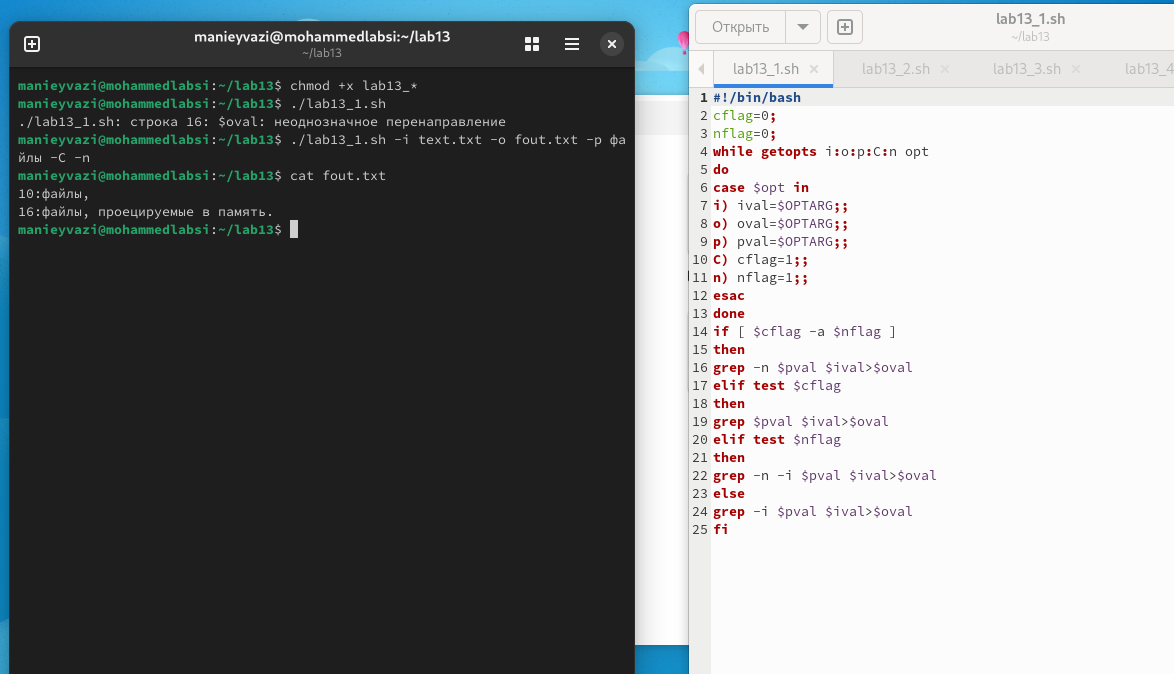 manieyvazi@mohammedlabsi:~/lab13
~/lab13
manieyvazi@mohammedlabsi:~/lab13$ chmod +x lab13_*
manieyvazi@mohammedlabsi:~/lab13$ ./lab13_1.sh
./lab13_1.sh: строка 16: $oval: неоднозначное перенаправление
manieyvazi@mohammedlabsi:~/lab13$ ./lab13_1.sh -i text.txt -o fout.txt -p фа
йлы -C -n
manieyvazi@mohammedlabsi:~/lab13$ cat fout.txt
10:файлы,
16:файлы, проецируемые в память.
manieyvazi@mohammedlabsi:~/lab13$
Открыть
lab13_1.sh
~/lab13
lab13_1.sh × lab13_2.sh × lab13_3.sh × lab13_4
1 #!/bin/bash
2 cflag=0;
3 nflag=0;
4 while getopts i:o:p:C:n opt
5 do
6 case $opt in
7 i) ival=$OPTARG;;
8 o) oval=$OPTARG;;
9 p) pval=$OPTARG;;
10 C) cflag=1;;
11 n) nflag=1;;
12 esac
13 done
14 if [ $cflag -a $nflag ]
15 then
16 grep -n $pval $ival>$oval
17 elif test $cflag
18 then
19 grep $pval $ival>$oval
20 elif test $nflag
21 then
22 grep -n -i $pval $ival>$oval
23 else
24 grep -i $pval $ival>$oval
25 fi